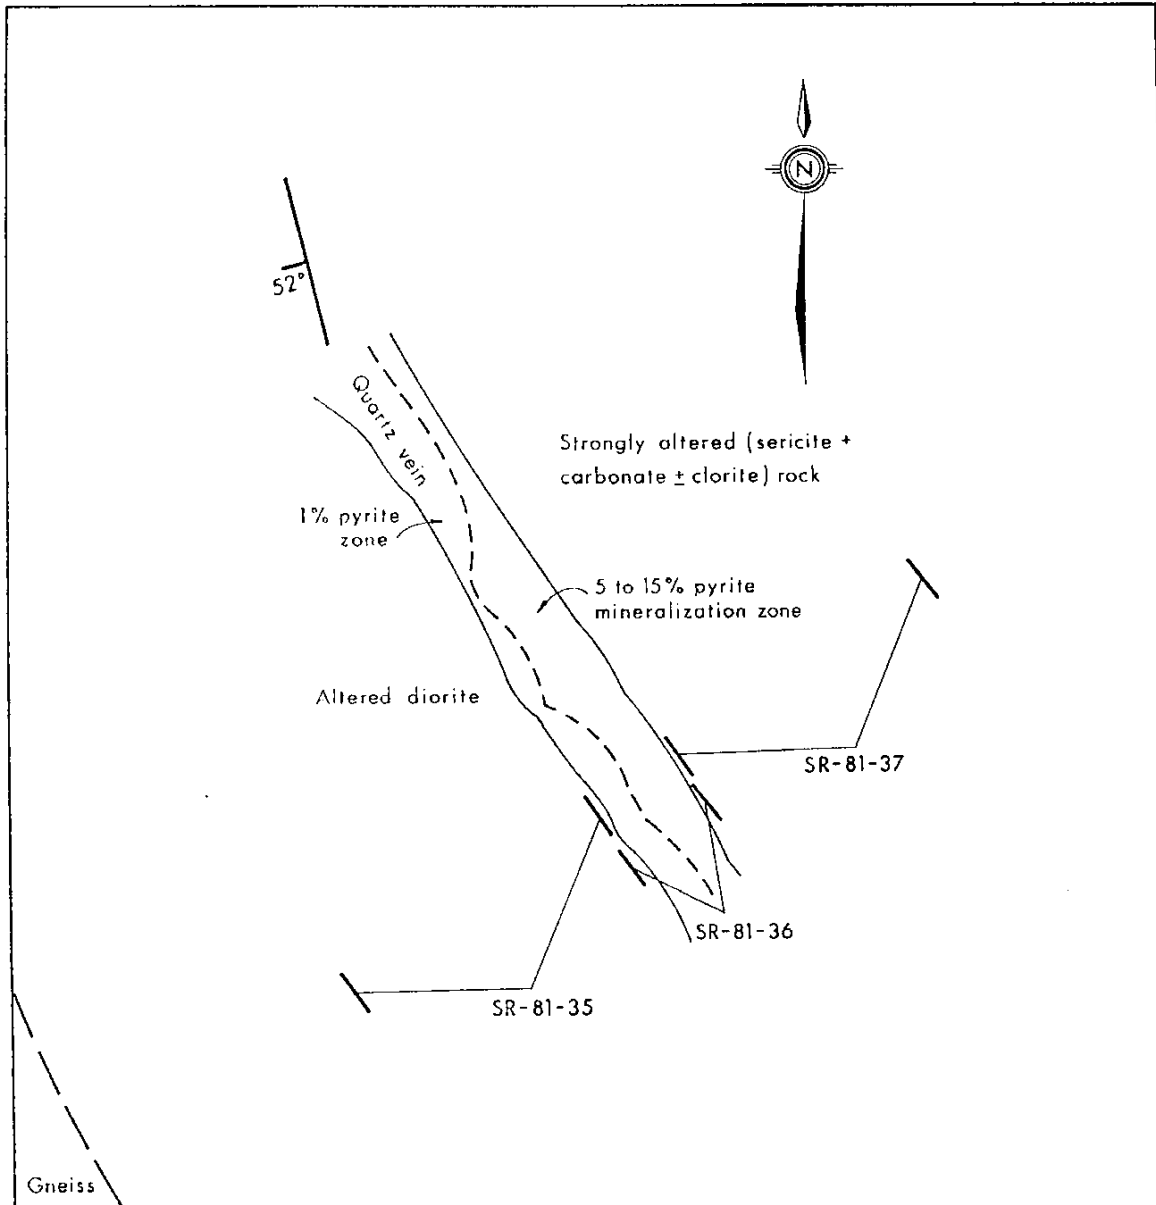 N
52°
Quartz vein
Strongly altered (sericite +
carbonate ± clorite) rock
1% pyrite
zone
5 to 15% pyrite
mineralization zone
Altered diorite
SR-81-37
SR-81-36
SR-81-35
Gneiss